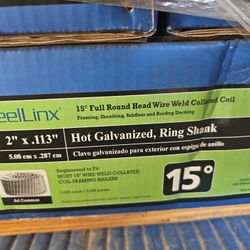 eelLinx
15° Full Round Head Wire Weld Collated Coil
Framing, Sheathing, Subfloor and Roofing Decking
2" x .113"
Hot Galvanized, Ring Shank
5.08 cm x .287 cm
Clavo galvanizado para exterior con espiga de anillo
Engineered to Fit:
MOST 15° WIRE WELD COLLATED
COIL FRAMING NAILERS
15°
6d Common